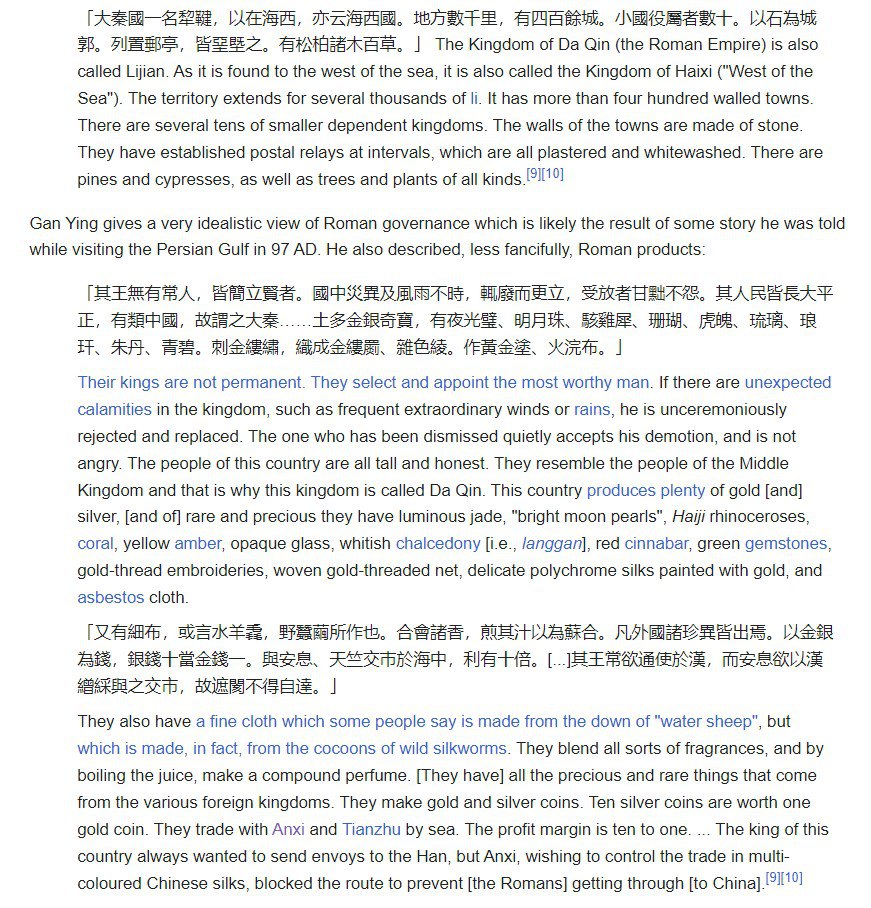 「大秦國一名犂鞬，以在海西，亦云海西國。地方數千里，有四百餘城。小國役屬者數十。以石為城
郭。列置郵亭，皆堊塈之。有松柏諸木百草。」 The Kingdom of Da Qin (the Roman Empire) is also
called Lijian. As it is found to the west of the sea, it is also called the Kingdom of Haixi ("West of the
Sea"). The territory extends for several thousands of li. It has more than four hundred walled towns.
There are several tens of smaller dependent kingdoms. The walls of the towns are made of stone.
They have established postal relays at intervals, which are all plastered and whitewashed. There are
pines and cypresses, as well as trees and plants of all kinds.[9][10]
Gan Ying gives a very idealistic view of Roman governance which is likely the result of some story he was told
while visiting the Persian Gulf in 97 AD. He also described, less fancifully, Roman products:
「其王無有常人，皆簡立賢者。國中災異及風雨不時，輒廢而更立，受放者甘黜不怨。其人民皆長大平
正，有類中國，故謂之大秦……土多金銀奇寶，有夜光璧、明月珠、駭雞犀、珊瑚、虎魄、琉璃、琅
玕、朱丹、青碧。刺金縷繡，織成金縷罽、雜色綾。作黃金塗、火浣布。」
Their kings are not permanent. They select and appoint the most worthy man. If there are unexpected
calamities in the kingdom, such as frequent extraordinary winds or rains, he is unceremoniously
rejected and replaced. The one who has been dismissed quietly accepts his demotion, and is not
angry. The people of this country are all tall and honest. They resemble the people of the Middle
Kingdom and that is why this kingdom is called Da Qin. This country produces plenty of gold [and]
silver, [and of] rare and precious they have luminous jade, "bright moon pearls", Haiji rhinoceroses,
coral, yellow amber, opaque glass, whitish chalcedony [i.e., langgan], red cinnabar, green gemstones,
gold-thread embroideries, woven gold-threaded net, delicate polychrome silks painted with gold, and
asbestos cloth.
「又有細布，或言水羊毳，野蠶繭所作也。合會諸香，煎其汁以為蘇合。凡外國諸珍異皆出焉。以金銀
為錢，銀錢十當金錢一。與安息、天竺交市於海中，利有十倍。[...]其王常欲通使於漢，而安息欲以漢
繒綵與之交市，故遮閡不得自達。」
They also have a fine cloth which some people say is made from the down of "water sheep", but
which is made, in fact, from the cocoons of wild silkworms. They blend all sorts of fragrances, and by
boiling the juice, make a compound perfume. [They have] all the precious and rare things that come
from the various foreign kingdoms. They make gold and silver coins. Ten silver coins are worth one
gold coin. They trade with Anxi and Tianzhu by sea. The profit margin is ten to one. ... The king of this
country always wanted to send envoys to the Han, but Anxi, wishing to control the trade in multi-
coloured Chinese silks, blocked the route to prevent [the Romans] getting through [to China].[9][10]